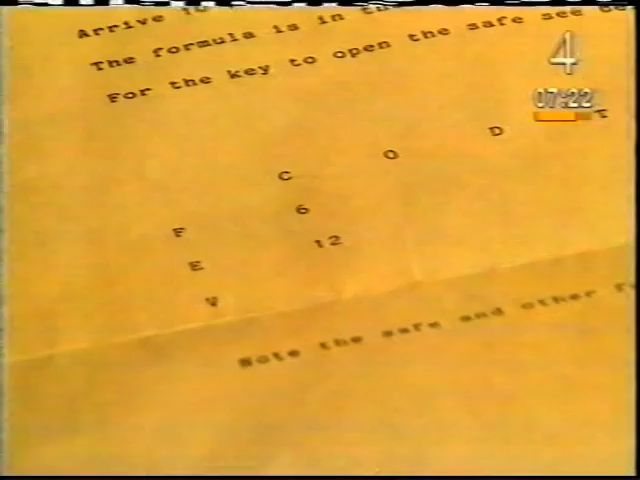 Arrive
The formula is in
For the key to open the safe see
4
07:22
C O D
F 6
E 12
V
Note the safe and other